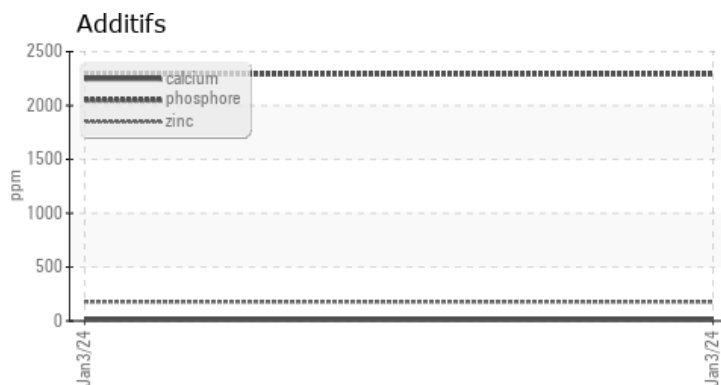 Additifs
2500
calcium
phosphore
2000
zinc
1500
ppm
1000
500
0
Jan3/24
Jan3/24